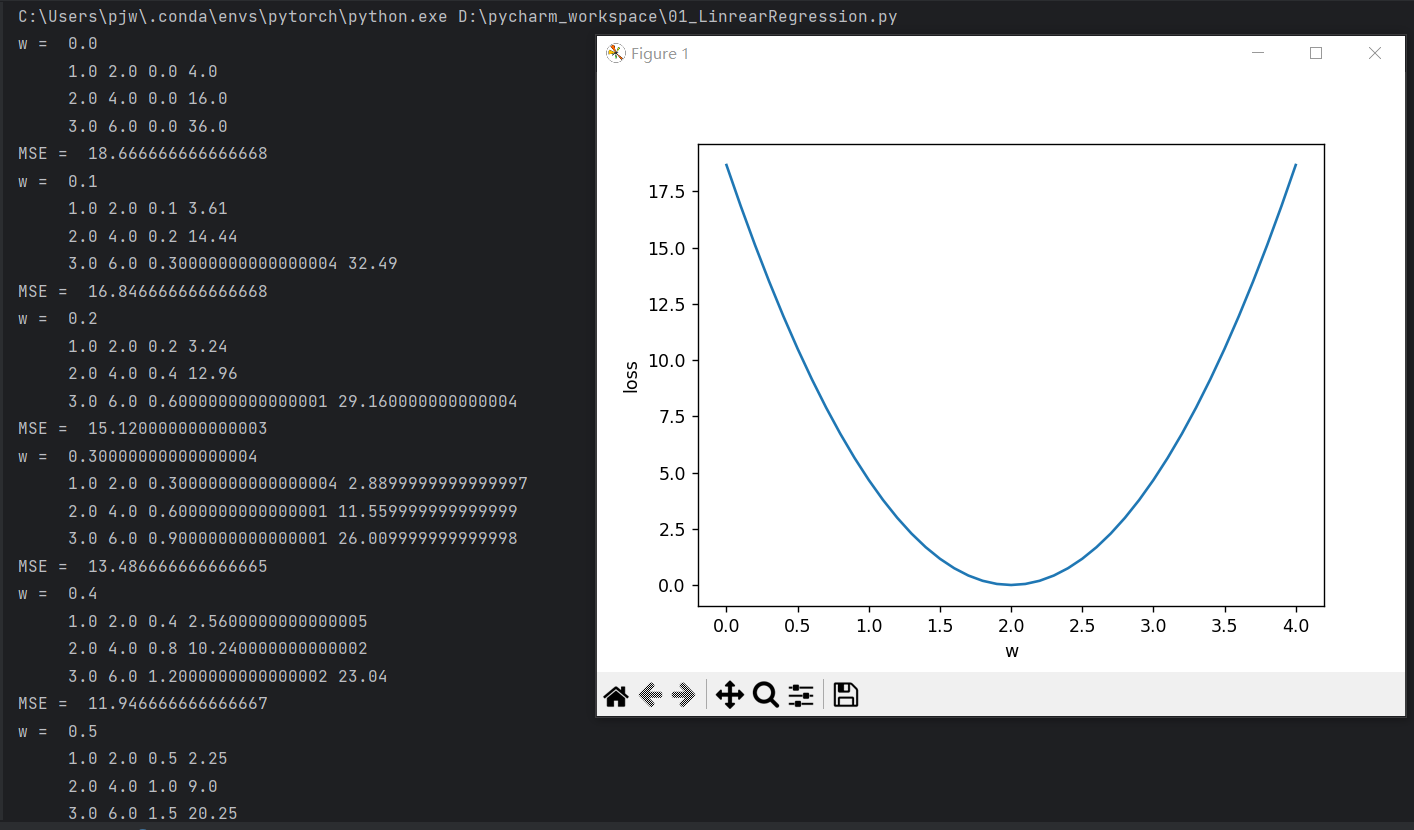 C:\Users\pjw\.conda\envs\pytorch\python.exe D:\pycharm_workspace\01_LinrearRegression.py
w =  0.0
     1.0 2.0 0.0 4.0
     2.0 4.0 0.0 16.0
     3.0 6.0 0.0 36.0
MSE =  18.666666666666668
w =  0.1
     1.0 2.0 0.1 3.61
     2.0 4.0 0.2 14.44
     3.0 6.0 0.30000000000000004 32.49
MSE =  16.846666666666668
w =  0.2
     1.0 2.0 0.2 3.24
     2.0 4.0 0.4 12.96
     3.0 6.0 0.6000000000000001 29.160000000000004
MSE =  15.120000000000003
w =  0.30000000000000004
     1.0 2.0 0.30000000000000004 2.8899999999999997
     2.0 4.0 0.6000000000000001 11.559999999999999
     3.0 6.0 0.9000000000000001 26.009999999999998
MSE =  13.486666666666665
w =  0.4
     1.0 2.0 0.4 2.5600000000000005
     2.0 4.0 0.8 10.240000000000002
     3.0 6.0 1.2000000000000002 23.04
MSE =  11.946666666666667
w =  0.5
     1.0 2.0 0.5 2.25
     2.0 4.0 1.0 9.0
     3.0 6.0 1.5 20.25
Figure 1
17.5
15.0
12.5
10.0
7.5
5.0
2.5
0.0
loss
0.0 0.5 1.0 1.5 2.0 2.5 3.0 3.5 4.0
w